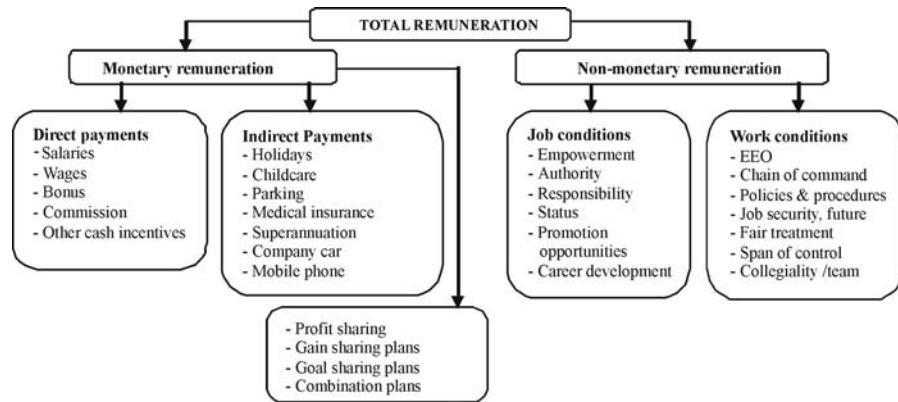 TOTAL REMUNERATION
Monetary remuneration
Non-monetary remuneration
Direct payments
- Salaries
- Wages
- Bonus
- Commission
- Other cash incentives
Indirect Payments
- Holidays
- Childcare
- Parking
- Medical insurance
- Superannuation
- Company car
- Mobile phone
Job conditions
- Empowerment
- Authority
- Responsibility
- Status
- Promotion
opportunities
- Career development
Work conditions
- EEO
- Chain of command
- Policies & procedures
- Job security, future
- Fair treatment
- Span of control
- Collegiality /team
- Profit sharing
- Gain sharing plans
- Goal sharing plans
- Combination plans